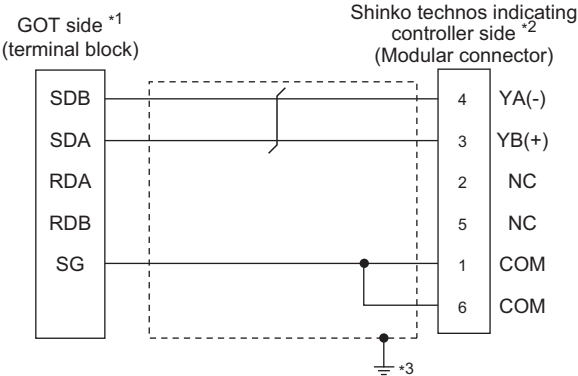 GOT side *1
(terminal block)
Shinko technos indicating
controller side *2
(Modular connector)
SDB 4 YA(-)
SDA 3 YB(+)
RDA 2 NC
RDB 5 NC
SG 1 COM
6 COM
*3